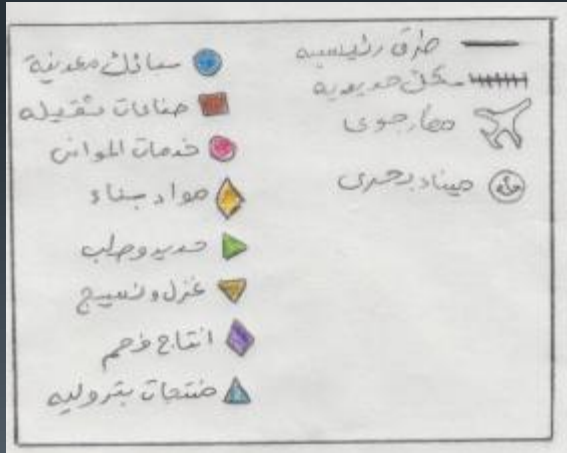 طرق رئيسيه
سكك حديديه
مطار جوى
ميناء بحرى
سبائك معدنية
صناعات ثقيله
خدمات الموانى
مواد بناء
حديد وصلب
غزل ونسيج
انتاج فحم
منتجات بتروليه